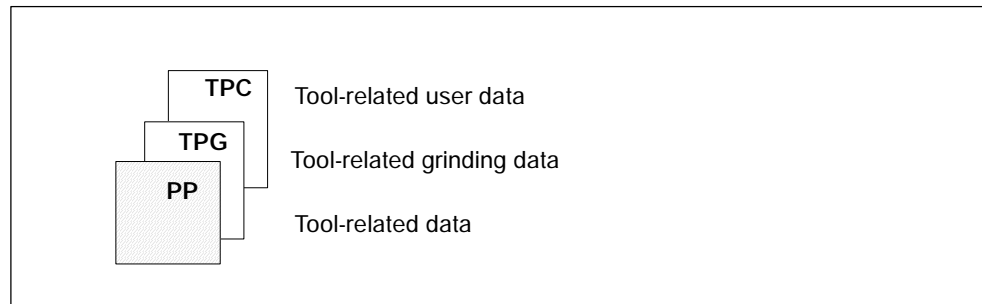 TPC Tool-related user data
TPG Tool-related grinding data
PP Tool-related data